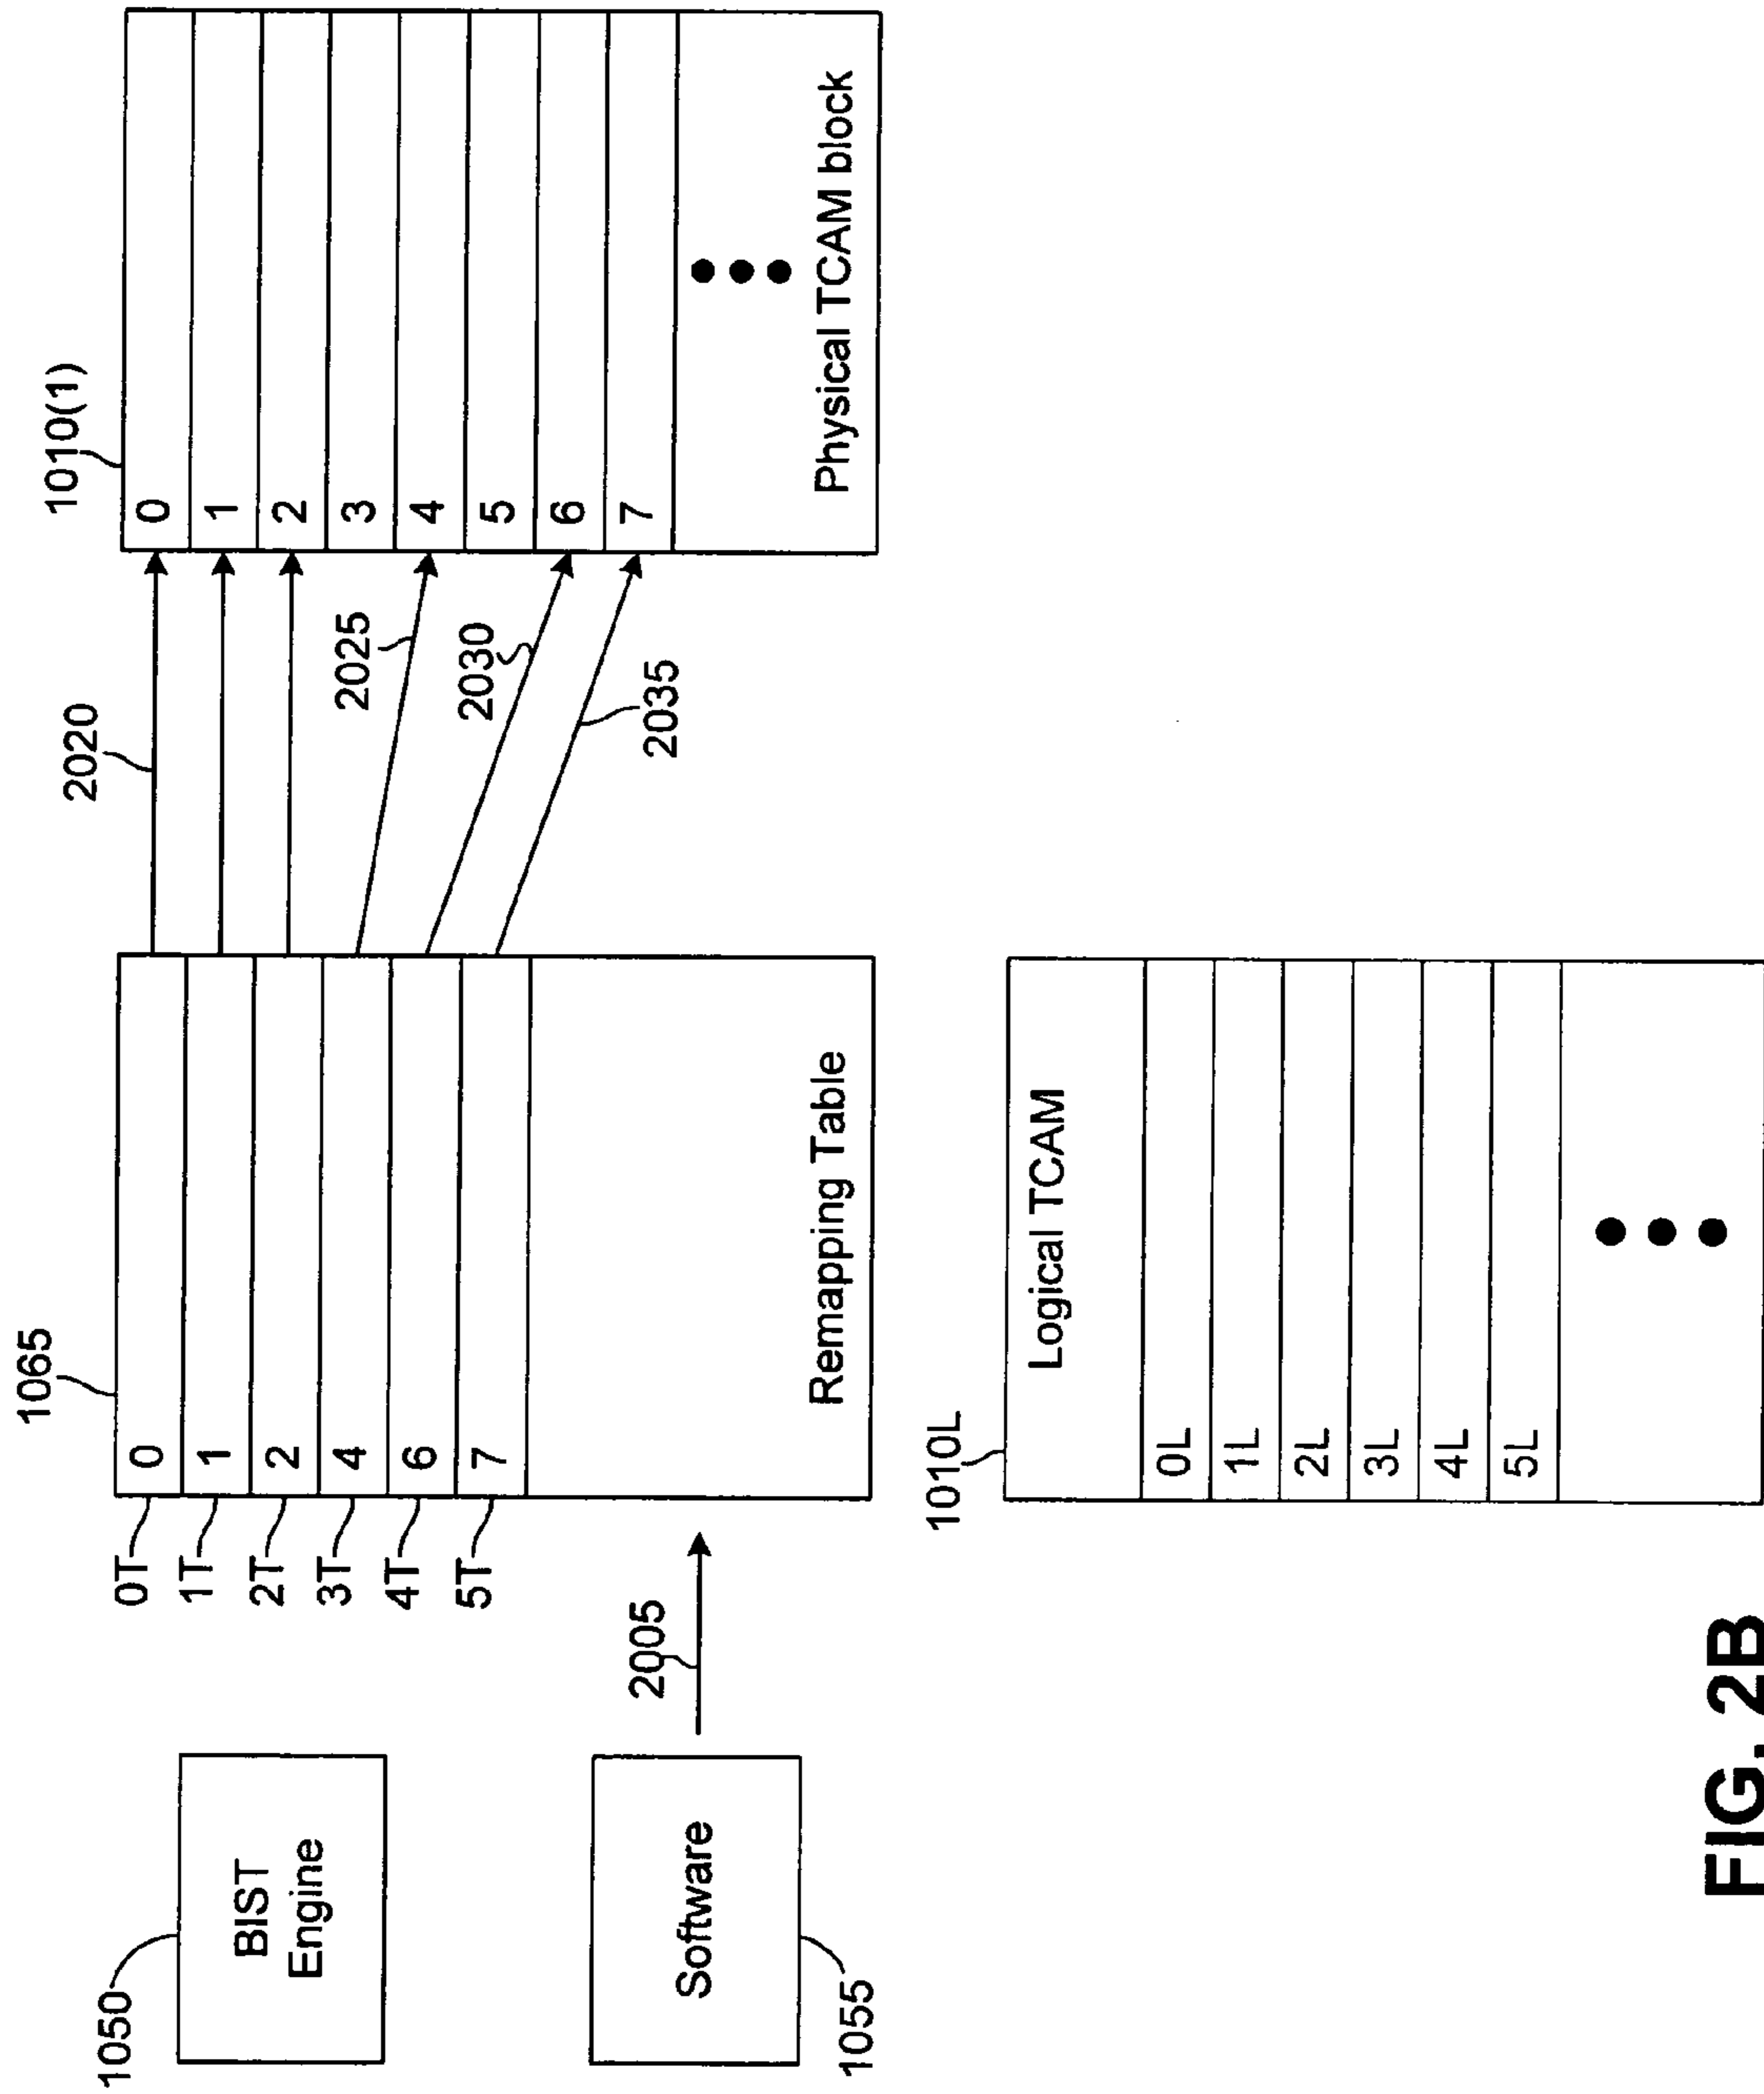 1050
BIST
Engine
Software
1055
2005
1065
0T
1T
2T
3T
4T
5T
0
1
2
4
6
7
Remapping Table
2020
2025
2030
2035
1010(1)
0
1
2
3
4
5
6
7
Physical TCAM block
1010L
Logical TCAM
0L
1L
2L
3L
4L
5L
FIG. 2B